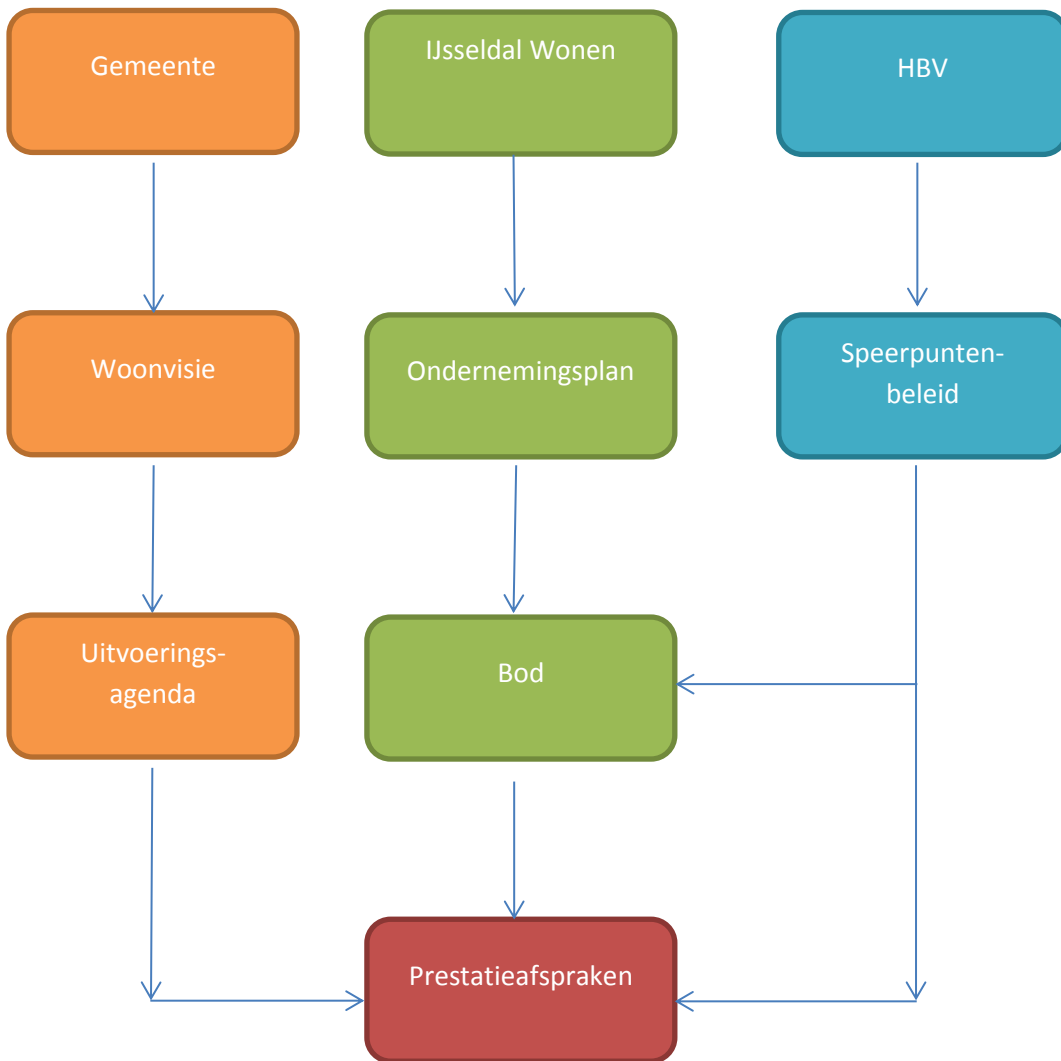 Gemeente
IJsseldal Wonen
HBV
Woonvisie
Ondernemingsplan
Speerpunten-
beleid
Uitvoerings-
agenda
Bod
Prestatieafspraken